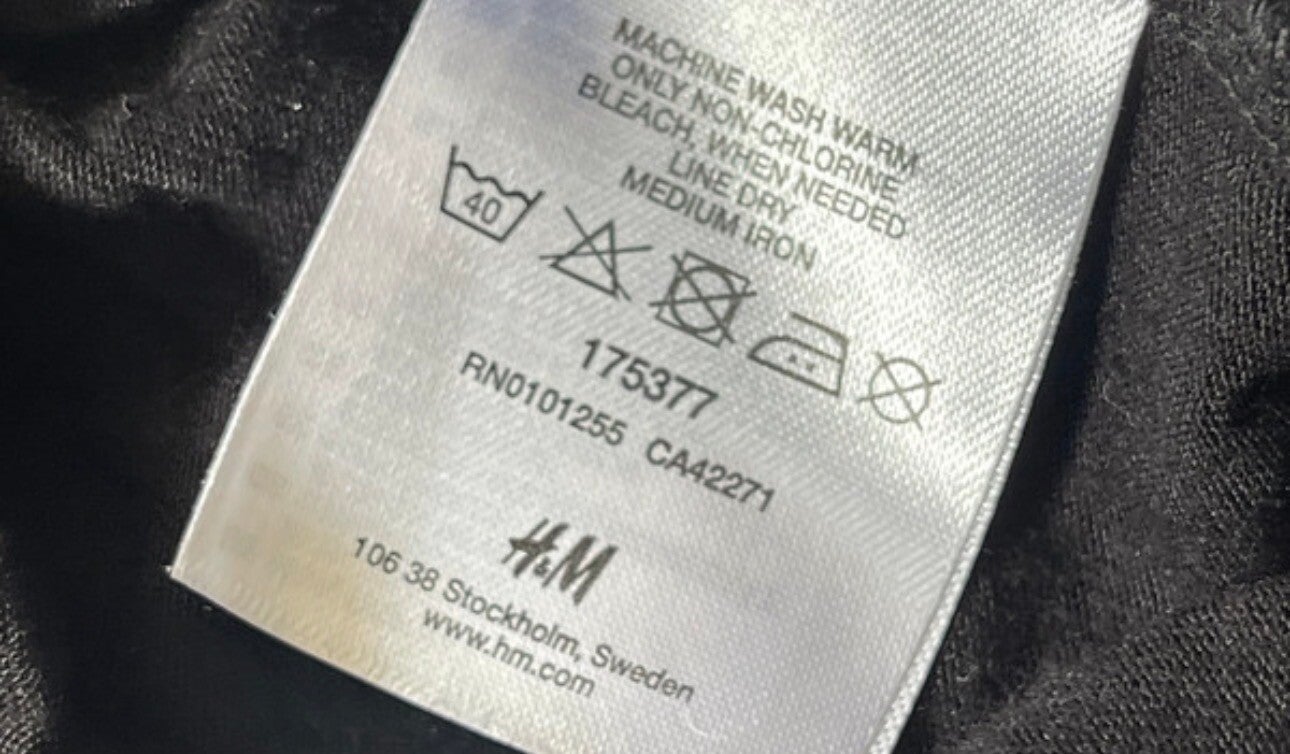 MACHINE WASH WARM
ONLY NON-CHLORINE
BLEACH, WHEN NEEDED
LINE DRY
MEDIUM IRON
40
175377
RN0101255 CA42271
H&M
106 38 Stockholm, Sweden
www.hm.com